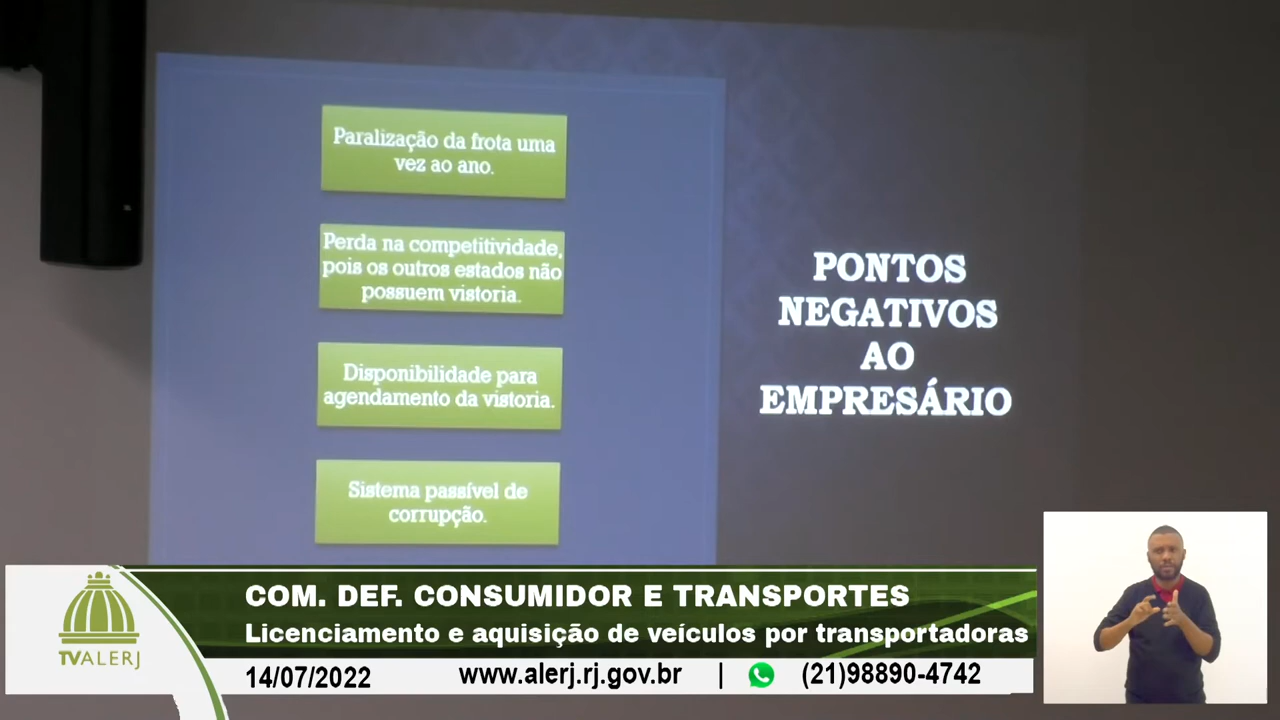 Paralização da frota uma
vez ao ano.
Perda na competitividade,
pois os outros estados não
possuem vistoria.
Disponibilidade para
agendamento da vistoria.
Sistema passível de
corrupção.
PONTOS
NEGATIVOS
AO
EMPRESÁRIO
COM. DEF. CONSUMIDOR E TRANSPORTES
Licenciamento e aquisição de veículos por transportadoras
TVALERJ
14/07/2022 www.alerj.rj.gov.br | (21)98890-4742